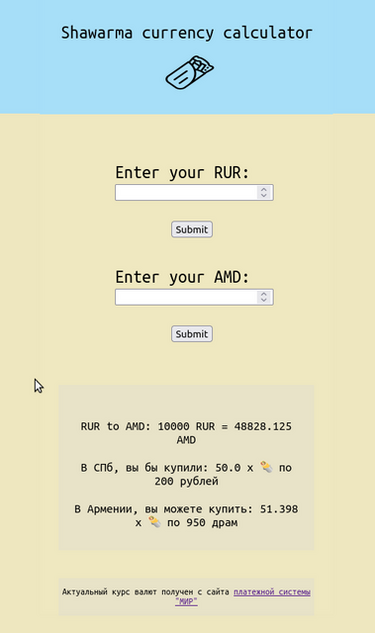 Shawarma currency calculator
Enter your RUR:
Submit
Enter your AMD:
Submit
RUR to AMD: 10000 RUR = 48828.125
AMD
В СПб, вы бы купили: 50.0 x 🌯 по
200 рублей
В Армении, вы можете купить: 51.398
x 🌯 по 950 драм
Актуальный курс валют получен с сайта платежной системы
"МИР"